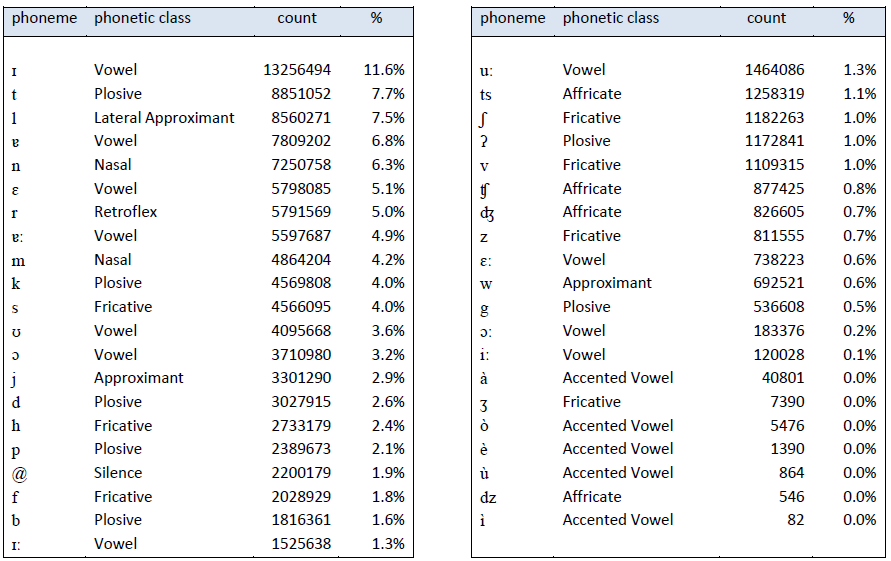 phoneme phonetic class count %
ɪ Vowel 13256494 11.6%
t Plosive 8851052 7.7%
l Lateral Approximant 8560271 7.5%
ɐ Vowel 7809202 6.8%
n Nasal 7250758 6.3%
ɛ Vowel 5798085 5.1%
r Retroflex 5791569 5.0%
ɐː Vowel 5597687 4.9%
m Nasal 4864204 4.2%
k Plosive 4569808 4.0%
s Fricative 4566095 4.0%
ʊ Vowel 4095668 3.6%
ɔ Vowel 3710980 3.2%
j Approximant 3301290 2.9%
d Plosive 3027915 2.6%
h Fricative 2733179 2.4%
p Plosive 2389673 2.1%
@ Silence 2200179 1.9%
f Fricative 2028929 1.8%
b Plosive 1816361 1.6%
ɪː Vowel 1525638 1.3%
phoneme phonetic class count %
uː Vowel 1464086 1.3%
ts Affricate 1258319 1.1%
ʃ Fricative 1182263 1.0%
ʔ Plosive 1172841 1.0%
v Fricative 1109315 1.0%
ʧ Affricate 877425 0.8%
ʤ Affricate 826605 0.7%
z Fricative 811555 0.7%
ɛː Vowel 738223 0.6%
w Approximant 692521 0.6%
g Plosive 536608 0.5%
ɔː Vowel 183376 0.2%
iː Vowel 120028 0.1%
à Accented Vowel 40801 0.0%
ʒ Fricative 7390 0.0%
ò Accented Vowel 5476 0.0%
è Accented Vowel 1390 0.0%
ù Accented Vowel 864 0.0%
dz Affricate 546 0.0%
ì Accented Vowel 82 0.0%